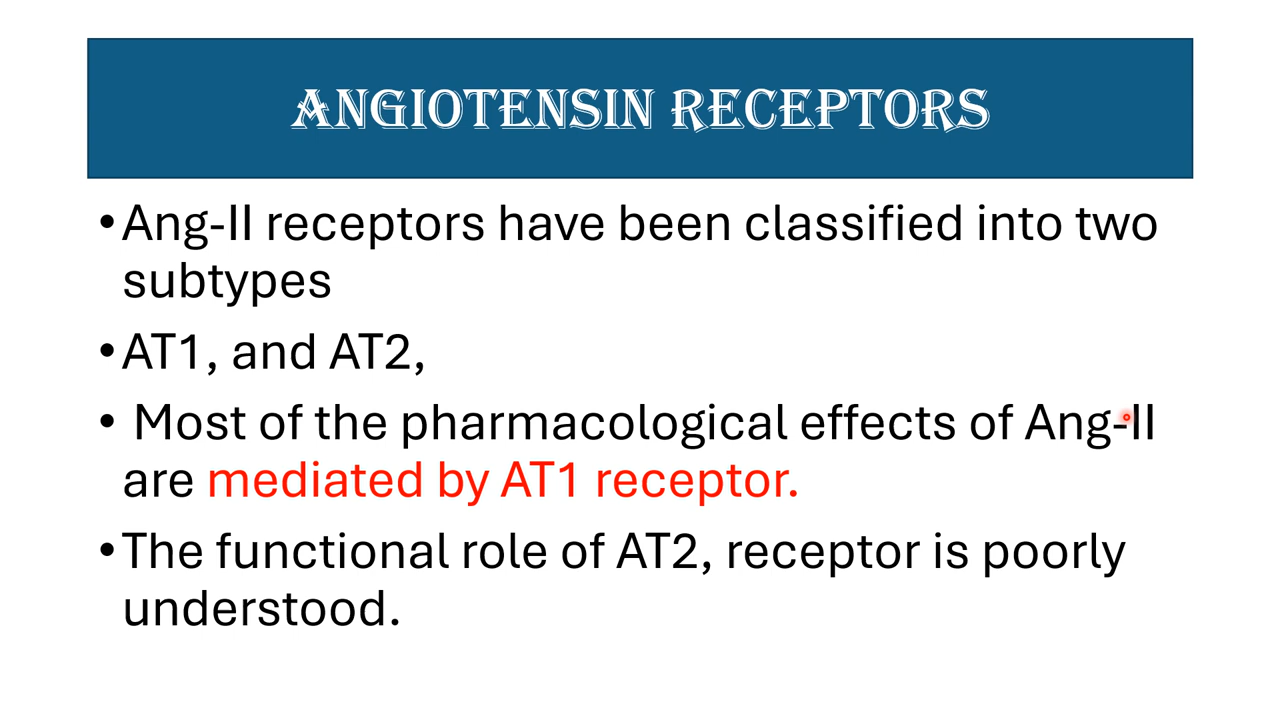 ANGIOTENSIN RECEPTORS
•Ang-II receptors have been classified into two
subtypes
•AT1, and AT2,
• Most of the pharmacological effects of Ang-II
are mediated by AT1 receptor.
•The functional role of AT2, receptor is poorly
understood.